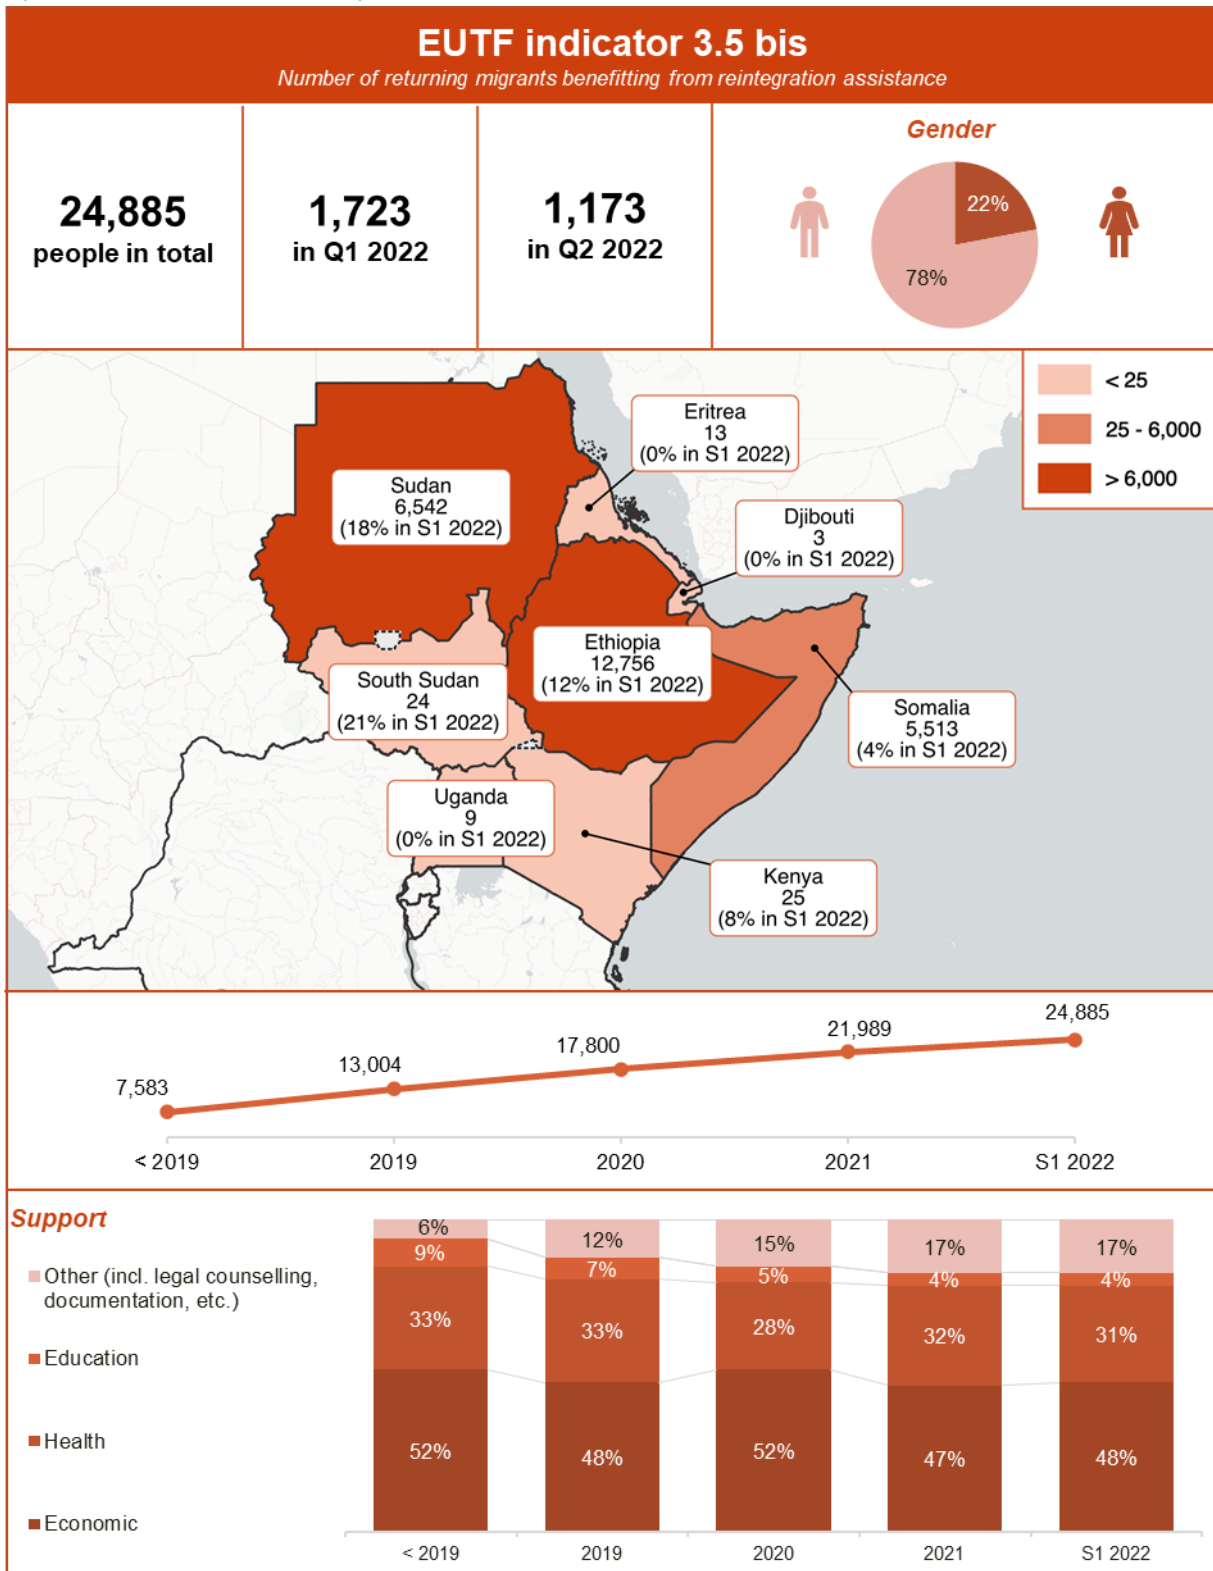 EUTF indicator 3.5 bis
Number of returning migrants benefitting from reintegration assistance
24,885
people in total
1,723
in Q1 2022
1,173
in Q2 2022
Gender
22%
78%
< 25
25 - 6,000
> 6,000
Eritrea
13
(0% in S1 2022)
Sudan
6,542
(18% in S1 2022)
Djibouti
3
(0% in S1 2022)
Ethiopia
12,756
(12% in S1 2022)
South Sudan
24
(21% in S1 2022)
Somalia
5,513
(4% in S1 2022)
Uganda
9
(0% in S1 2022)
Kenya
25
(8% in S1 2022)
7,583
13,004
17,800
21,989
24,885
< 2019
2019
2020
2021
S1 2022
Support
Other (incl. legal counselling,
documentation, etc.)
Education
Health
Economic
6%
12%
15%
17%
17%
9%
7%
5%
4%
4%
33%
33%
28%
32%
31%
52%
48%
52%
47%
48%
< 2019
2019
2020
2021
S1 2022